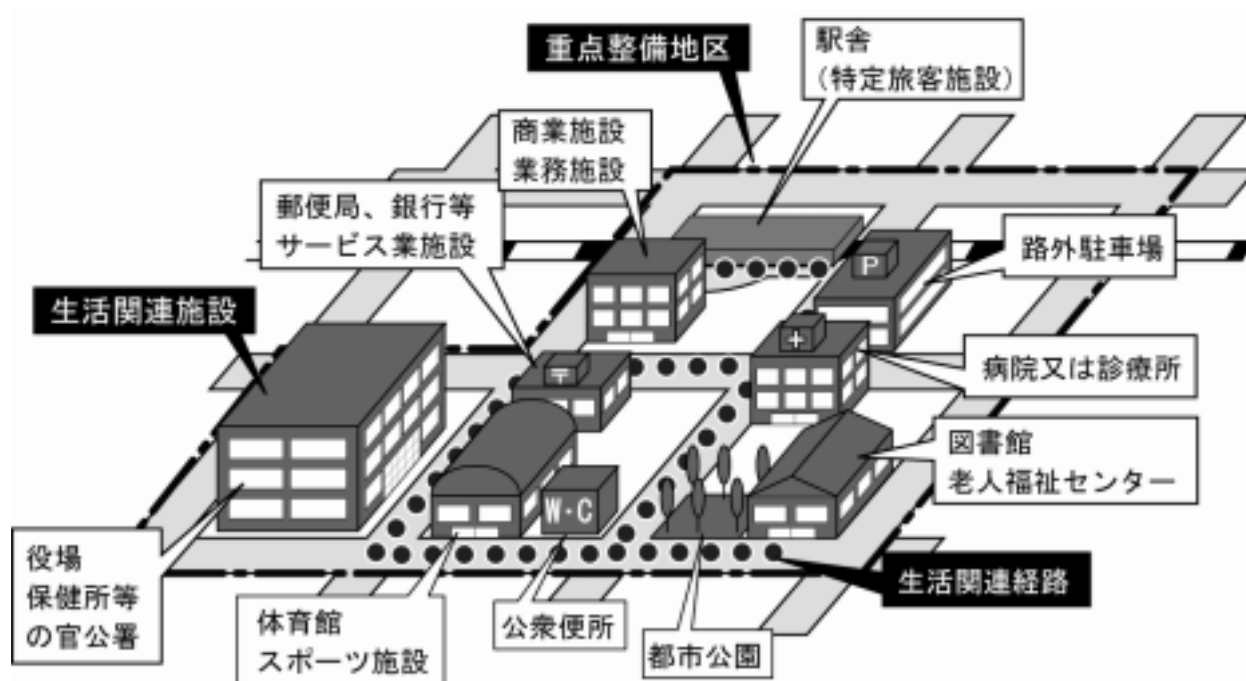 重点整備地区
駅舎
(特定旅客施設)
商業施設
業務施設
郵便局、銀行等
サービス業施設
生活関連施設
P
路外駐車場
〒
+
病院又は診療所
図書館
老人福祉センター
W・C
役場
保健所等
の官公署
体育館
スポーツ施設
公衆便所
都市公園
生活関連経路